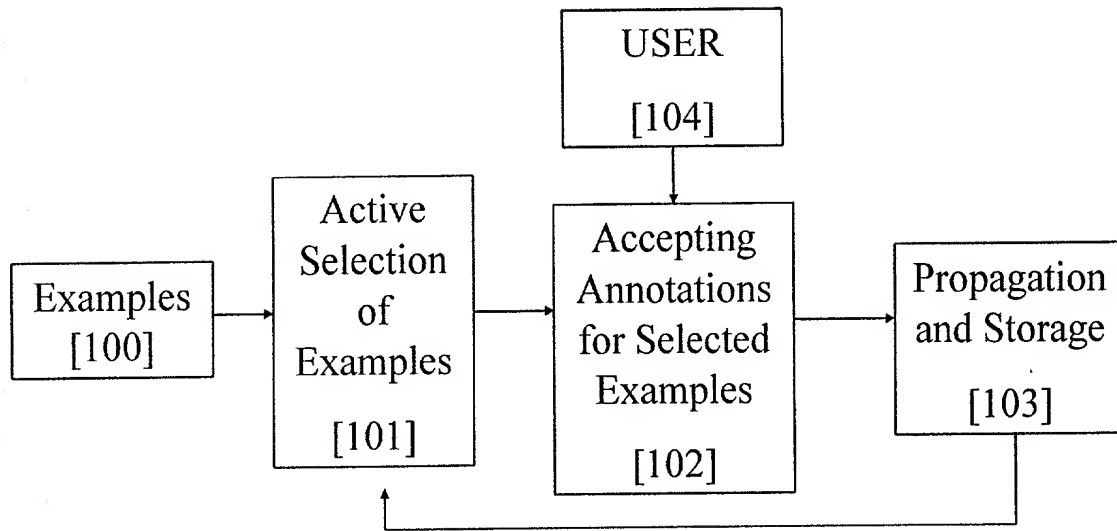 USER
[104]
Examples
[100]
Active
Selection
of
Examples
[101]
Accepting
Annotations
for Selected
Examples
[102]
Propagation
and Storage
[103]